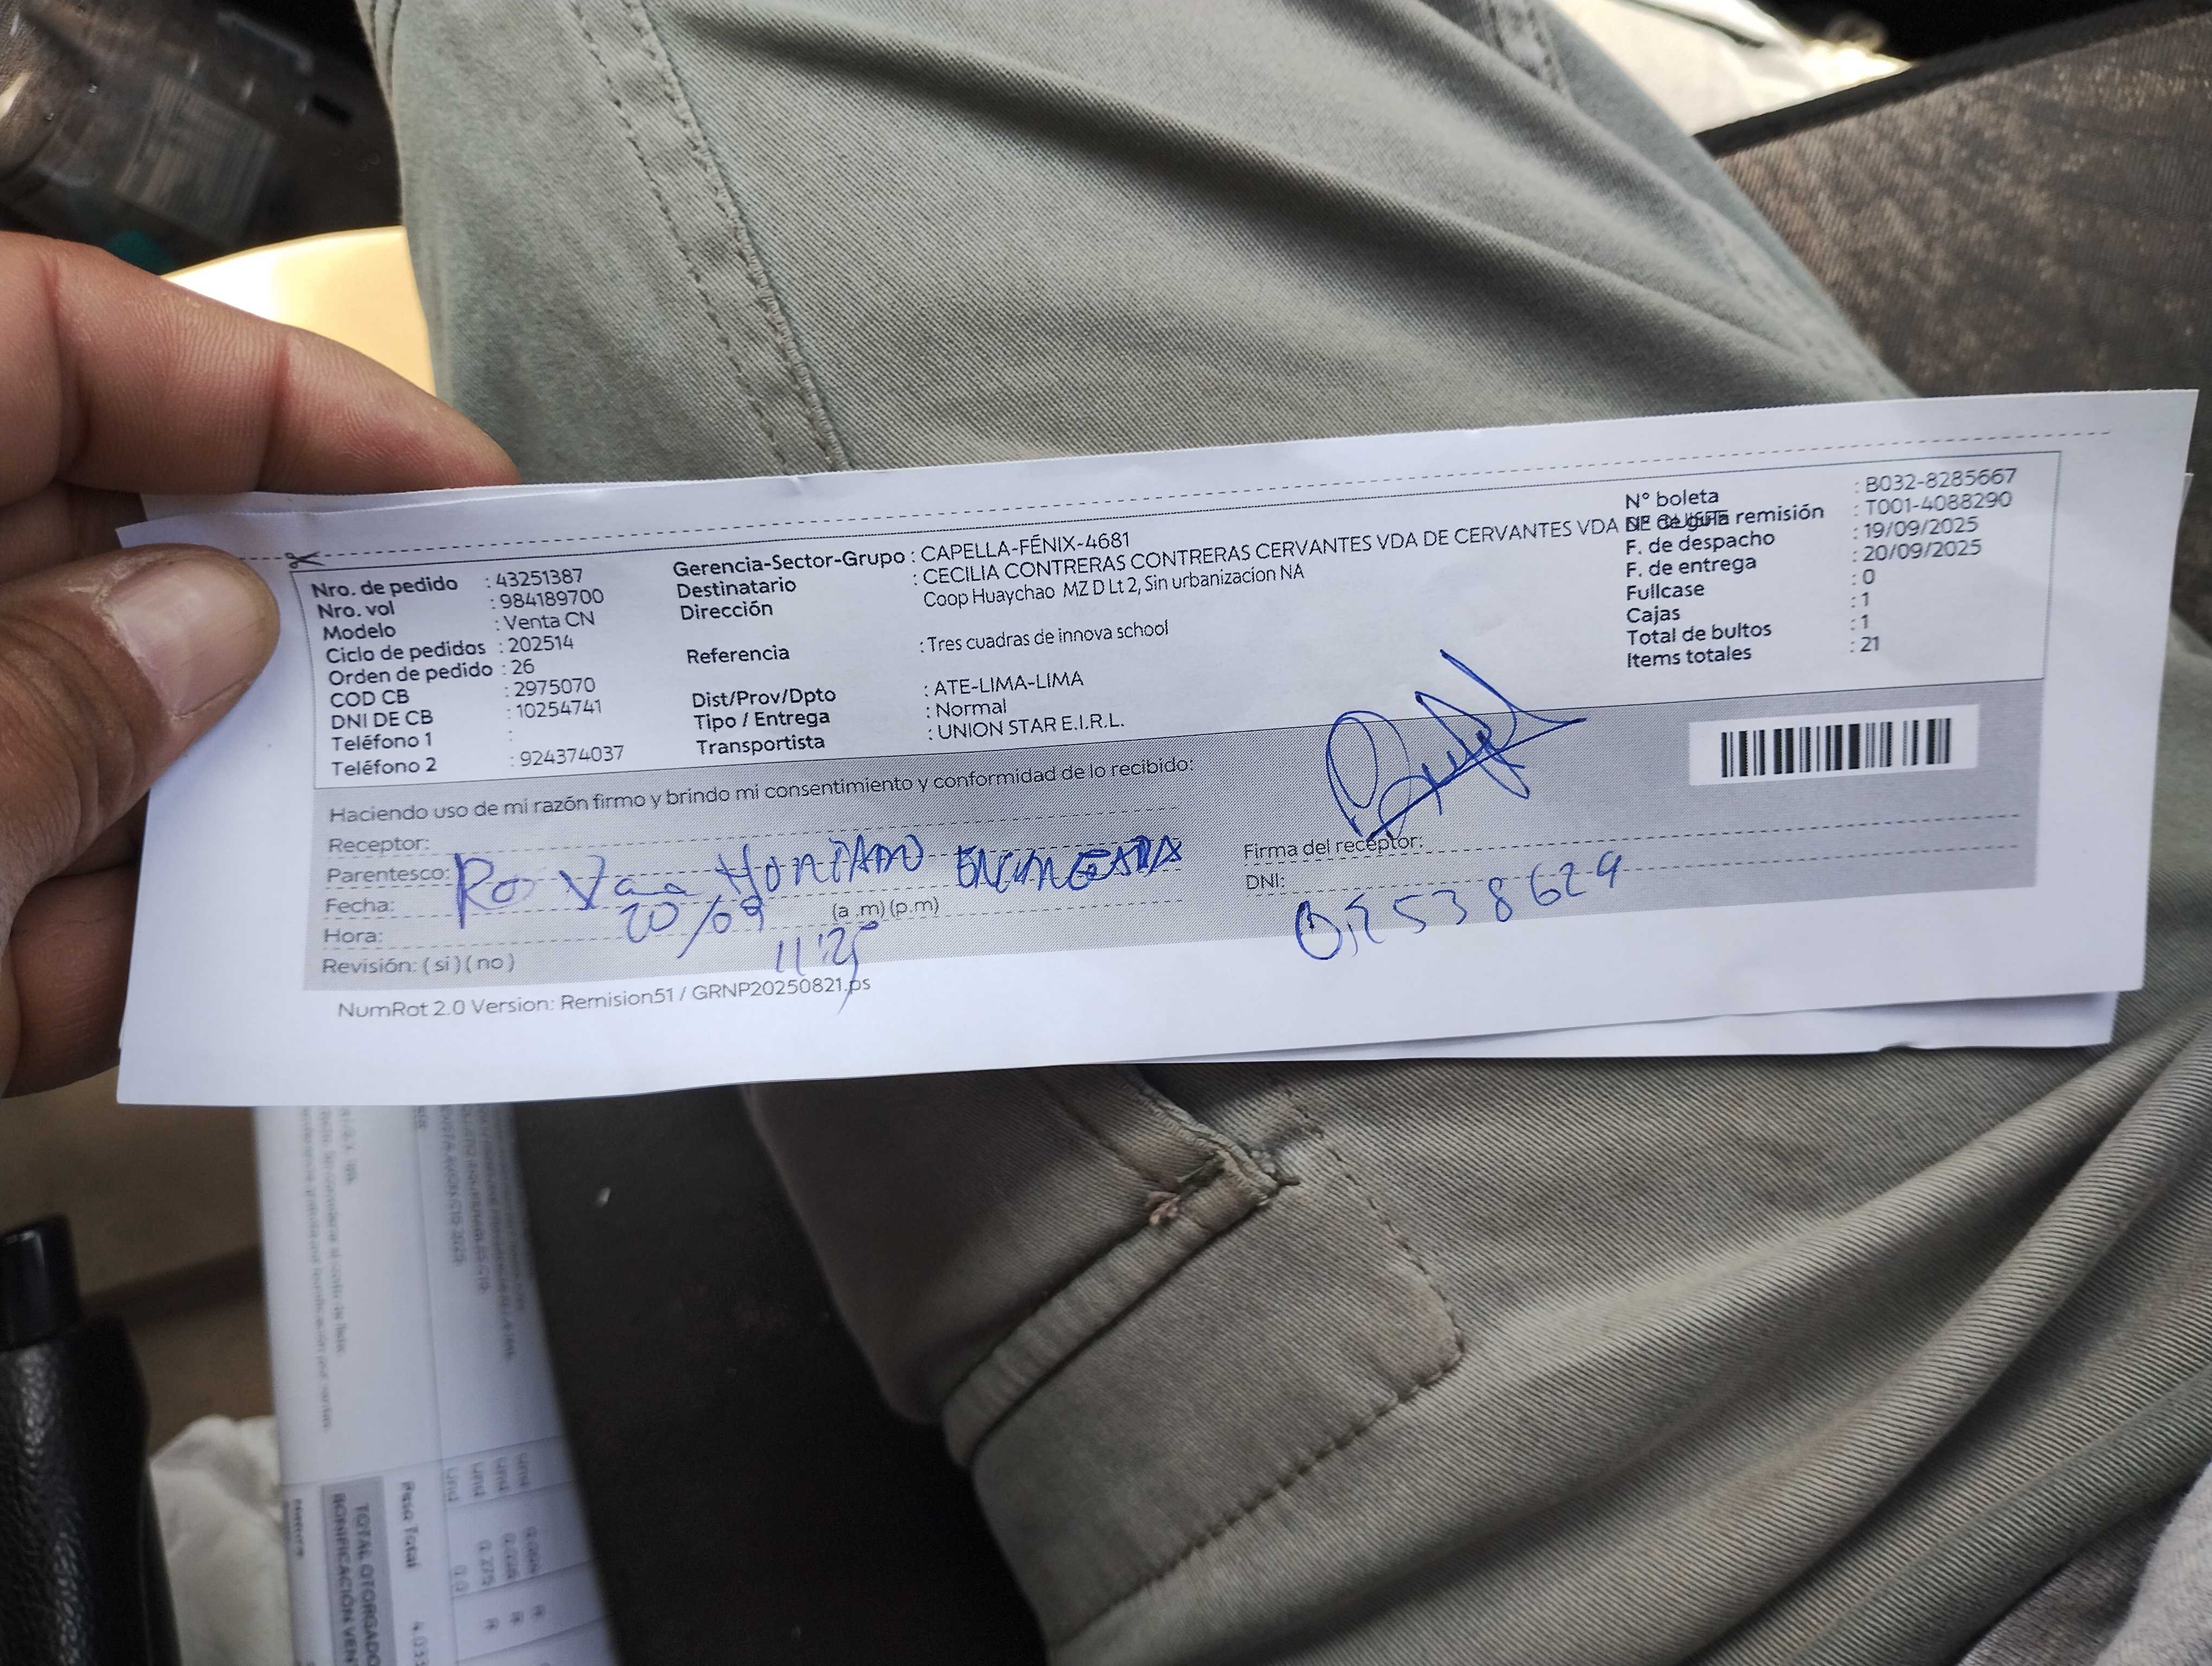 Nro. de pedido : 43251387
Nro. vol : 984189700
Modelo : Venta CN
Ciclo de pedidos : 202514
Orden de pedido : 26
COD CB : 2975070
DNI DE CB : 10254741
Teléfono 1 :
Teléfono 2 : 924374037
Gerencia-Sector-Grupo : CAPELLA-FÉNIX-4681
Destinatario : CECILIA CONTRERAS CONTRERAS CERVANTES VDA DE CERVANTES VDA DE
Dirección Coop Huaychao MZ D Lt 2, Sin urbanizacion NA
Referencia : Tres cuadras de innova school
Dist/Prov/Dpto : ATE-LIMA-LIMA
Tipo / Entrega : Normal
Transportista : UNION STAR E.I.R.L.
N° boleta : B032-8285667
N° de guía remisión : T001-4088290
F. de despacho : 19/09/2025
F. de entrega : 20/09/2025
Fullcase : 0
Cajas : 1
Total de bultos : 1
Items totales : 21
Haciendo uso de mi razón firmo y brindo mi consentimiento y conformidad de lo recibido:
Receptor:
Parentesco:
Fecha: 20/09
Hora: (a .m) (p.m)
11:25
Revisión: ( si ) ( no )
Firma del receptor:
DNI:
NumRot 2.0 Version: Remision51 / GRNP20250821.ps
Peso Total
TOTAL OTORGADO